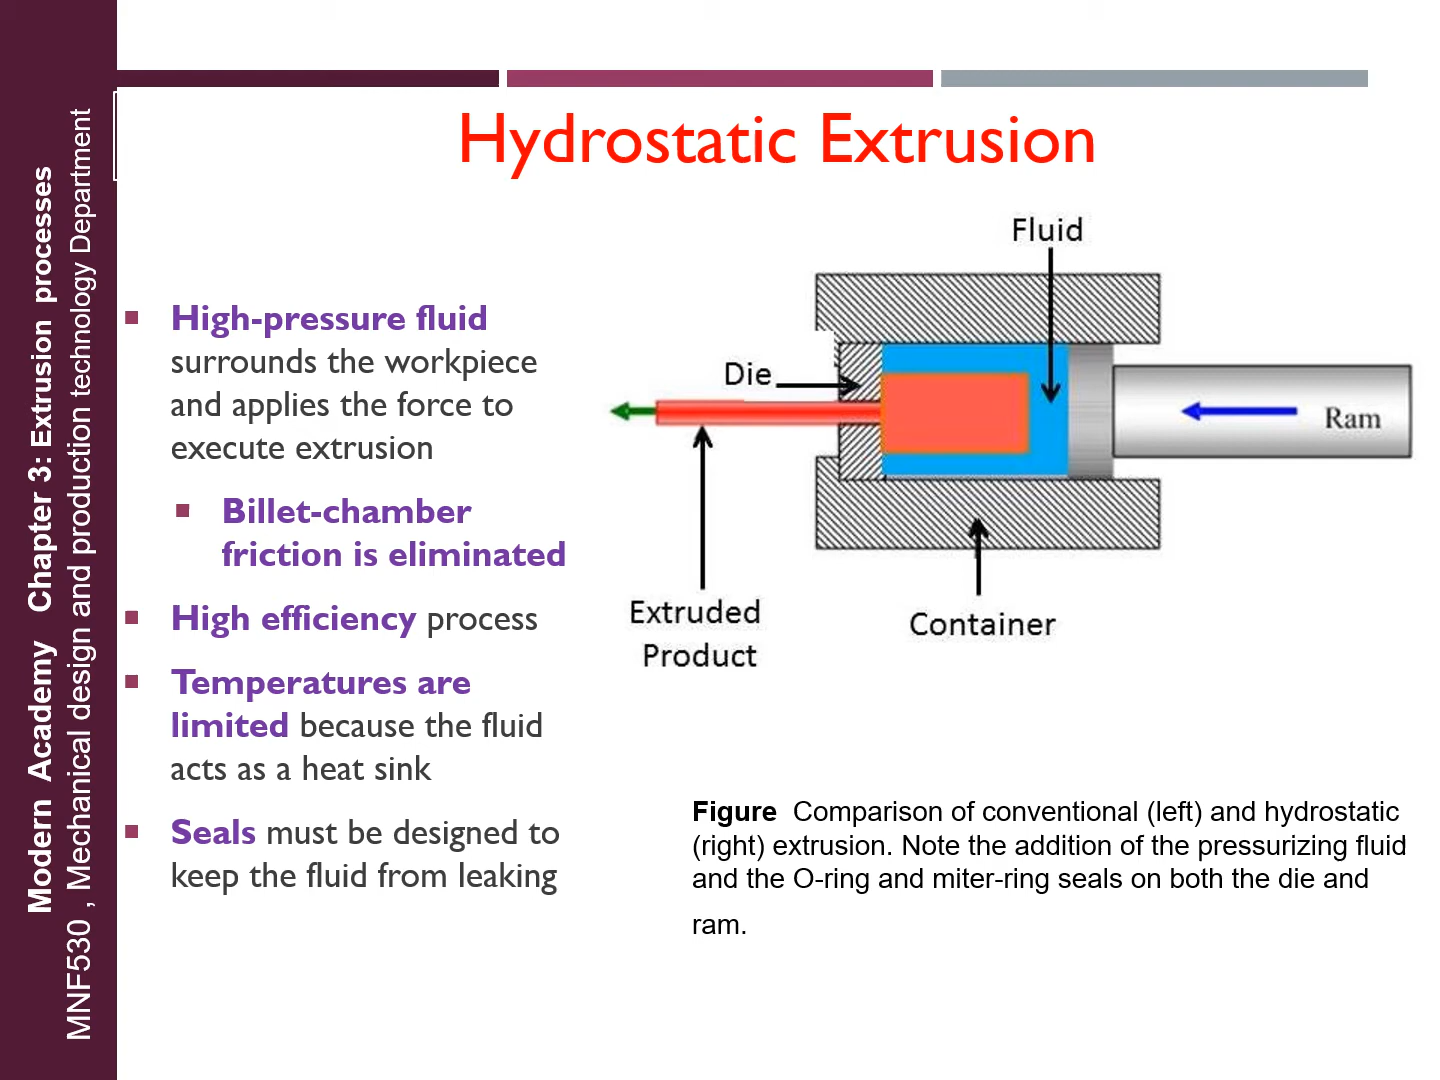 Modern Academy Chapter 3: Extrusion processes
MNF530 , Mechanical design and production technology Department
Hydrostatic Extrusion
High-pressure fluid
surrounds the workpiece
and applies the force to
execute extrusion
Billet-chamber
friction is eliminated
High efficiency process
Temperatures are
limited because the fluid
acts as a heat sink
Seals must be designed to
keep the fluid from leaking
Fluid
Die
Ram
Extruded
Product
Container
Figure Comparison of conventional (left) and hydrostatic
(right) extrusion. Note the addition of the pressurizing fluid
and the O-ring and miter-ring seals on both the die and
ram.